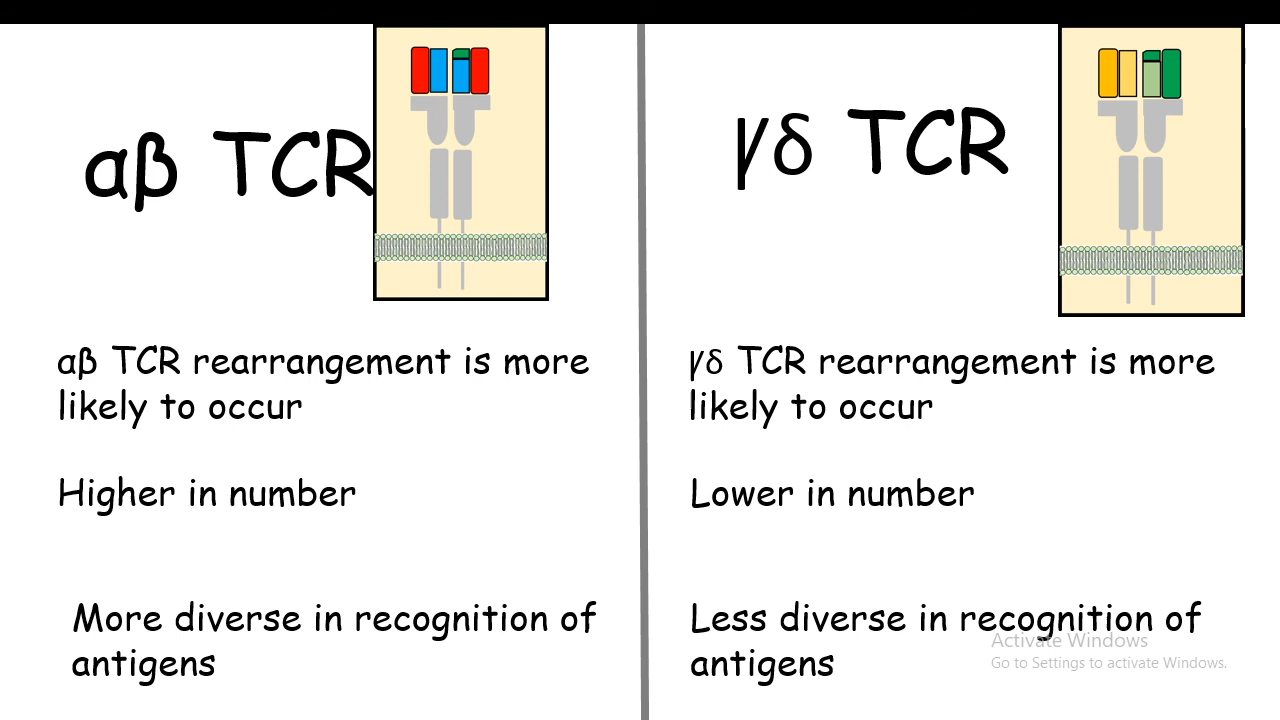 αβ TCR
αβ TCR rearrangement is more
likely to occur
Higher in number
More diverse in recognition of
antigens
γδ TCR
γδ TCR rearrangement is more
likely to occur
Lower in number
Less diverse in recognition of
antigens
Activate Windows
Go to Settings to activate Windows.